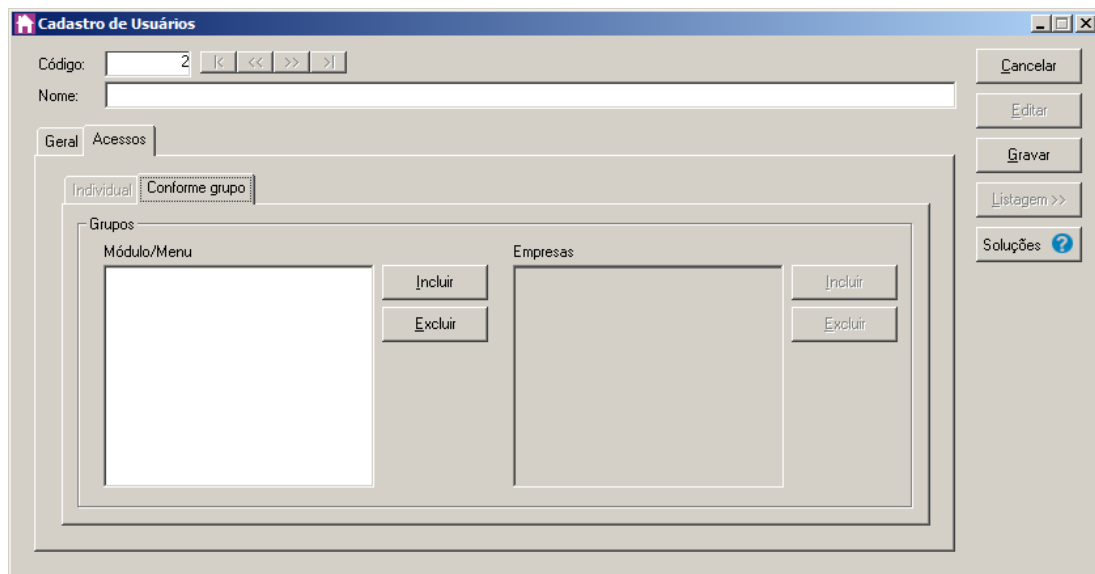 Cadastro de Usuários
Código: 2 |< << >> >|
Cancelar
Nome:
Editar
Geral Acessos
Gravar
Individual Conforme grupo
Listagem >>
Grupos
Soluções ?
Módulo/Menu Empresas
Incluir Incluir
Excluir Excluir